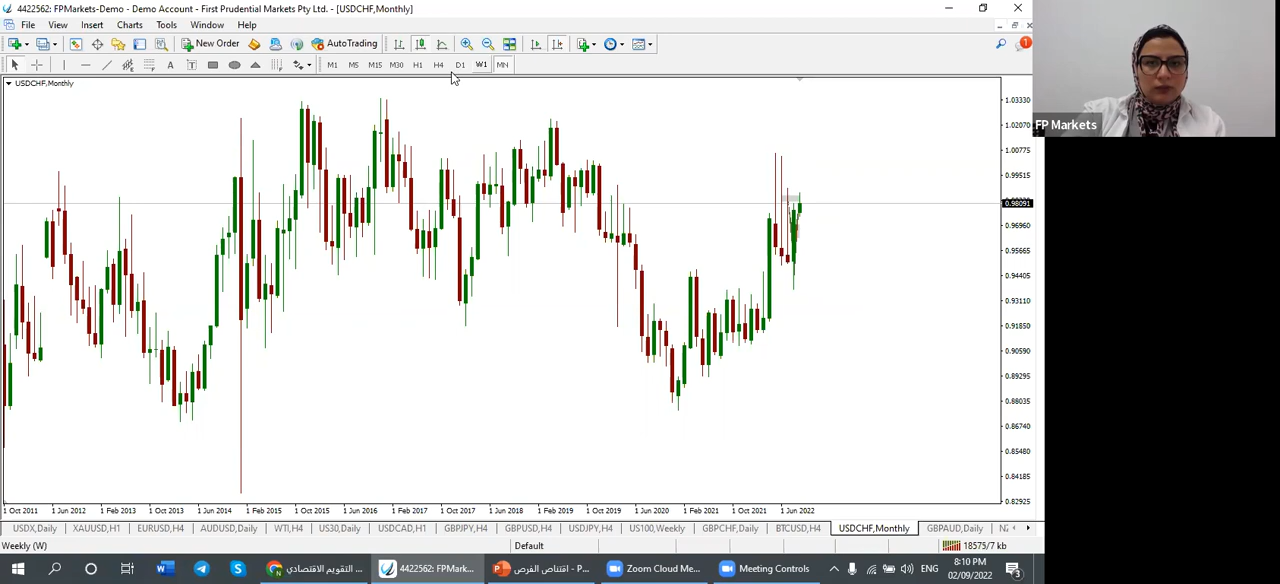 4422562: FPMarkets-Demo - Demo Account - First Prudential Markets Pty Ltd. - [USDCHF,Monthly]
File View Insert Charts Tools Window Help
New Order AutoTrading 1
A T M1 M5 M15 M30 H1 H4 D1 W1 MN
USDCHF,Monthly
1.03330
1.02070
1.00775
0.99515
0.98091
0.96960
0.95665
0.94405
0.93110
0.91850
0.90590
0.89295
0.88035
0.86740
0.85480
0.84185
0.82925
1 Oct 2011 1 Jun 2012 1 Feb 2013 1 Oct 2013 1 Jun 2014 1 Feb 2015 1 Oct 2015 1 Jun 2016 1 Feb 2017 1 Oct 2017 1 Jun 2018 1 Feb 2019 1 Oct 2019 1 Jun 2020 1 Feb 2021 1 Oct 2021 1 Jun 2022
USDX,Daily XAUUSD,H1 EURUSD,H4 AUDUSD,Daily WTI,H4 US30,Daily USDCAD,H1 GBPJPY,H4 GBPUSD,H4 USDJPY,H4 US100,Weekly GBPCHF,Daily BTCUSD,H4 USDCHF,Monthly GBPAUD,Daily
Weekly (W) Default 18575/7 kb
التقويم الاقتصادي ... 4422562: FPMark... اقتناص الفرص - P... Zoom Cloud Me... Meeting Controls ENG 8:10 PM
02/09/2022 3
FP Markets